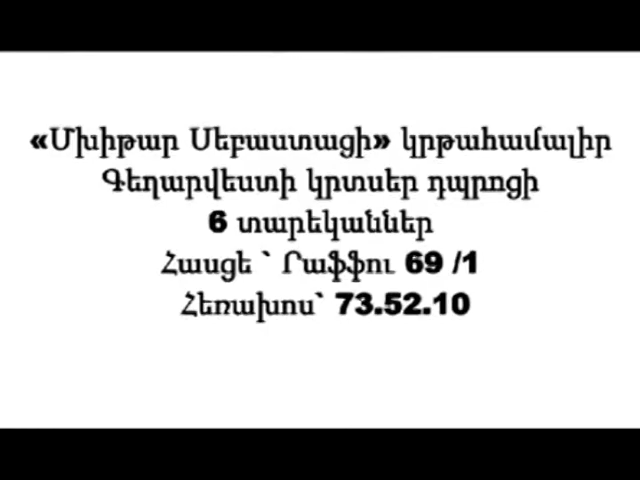 «Մխիթար Սեբաստացի» կրթահամալիր
Գեղարվեստի կրտսեր դպրոցի
6 տարեկաններ
Հասցե ` Րաֆֆու 69 /1
Հեռախոս` 73.52.10